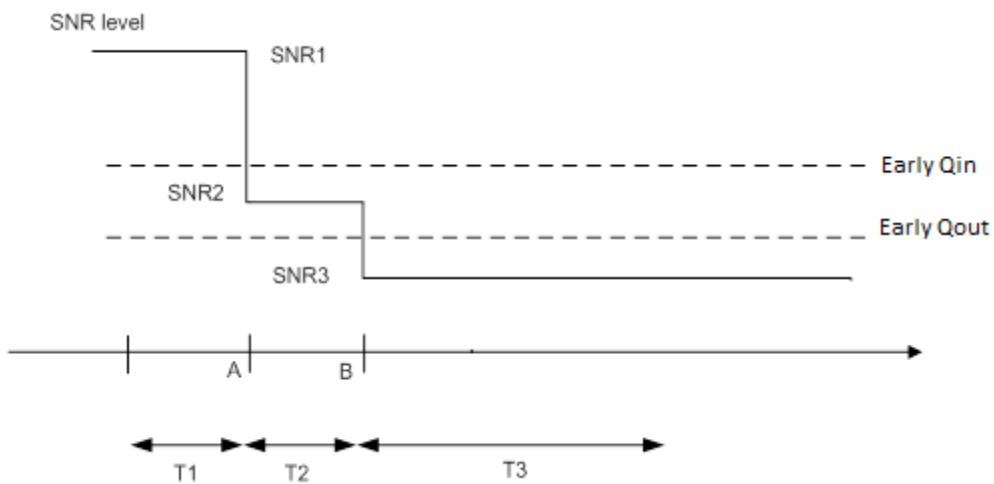 SNR level
SNR1
Early Qin
SNR2
Early Qout
SNR3
A
B
T1
T2
T3